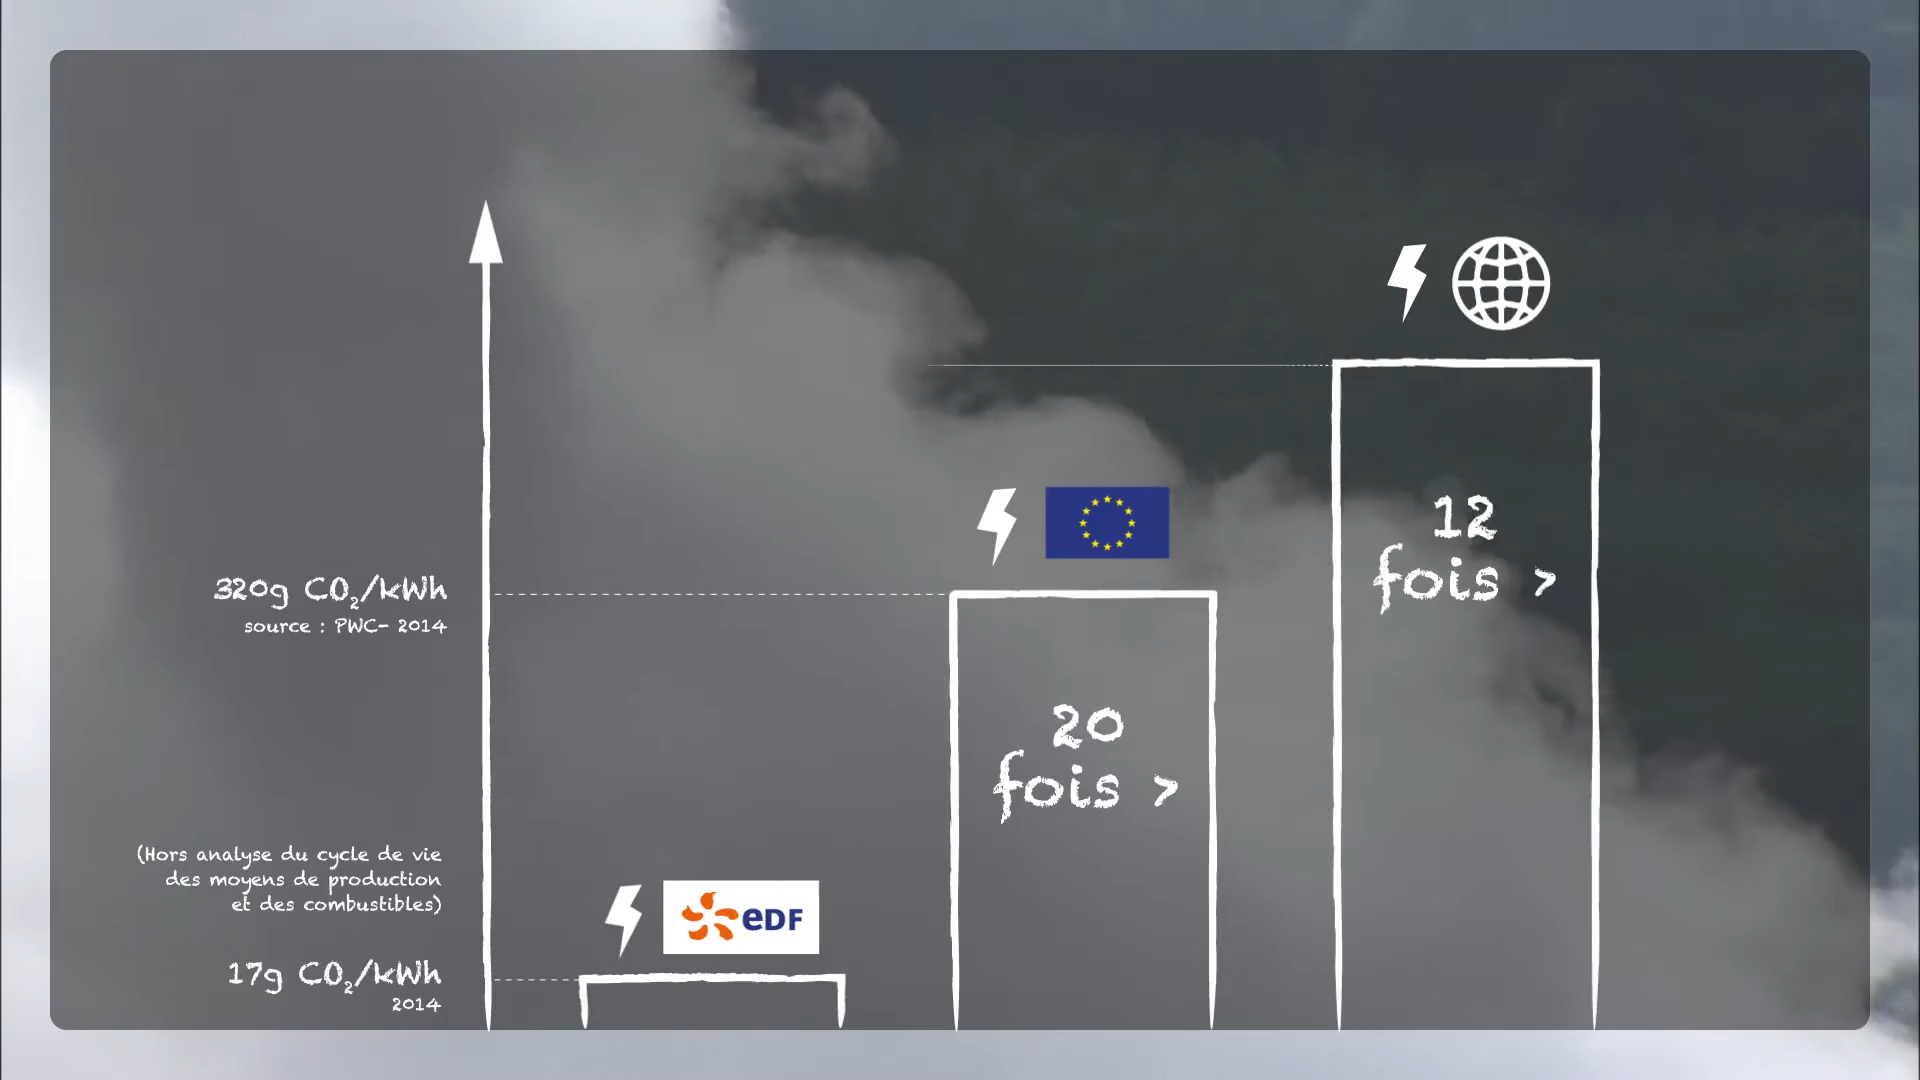 12
fois >
320g CO₂/kWh
source : PWC- 2014
20
fois >
(Hors analyse du cycle de vie
des moyens de production
et des combustibles)
eDF
17g CO₂/kWh
2014